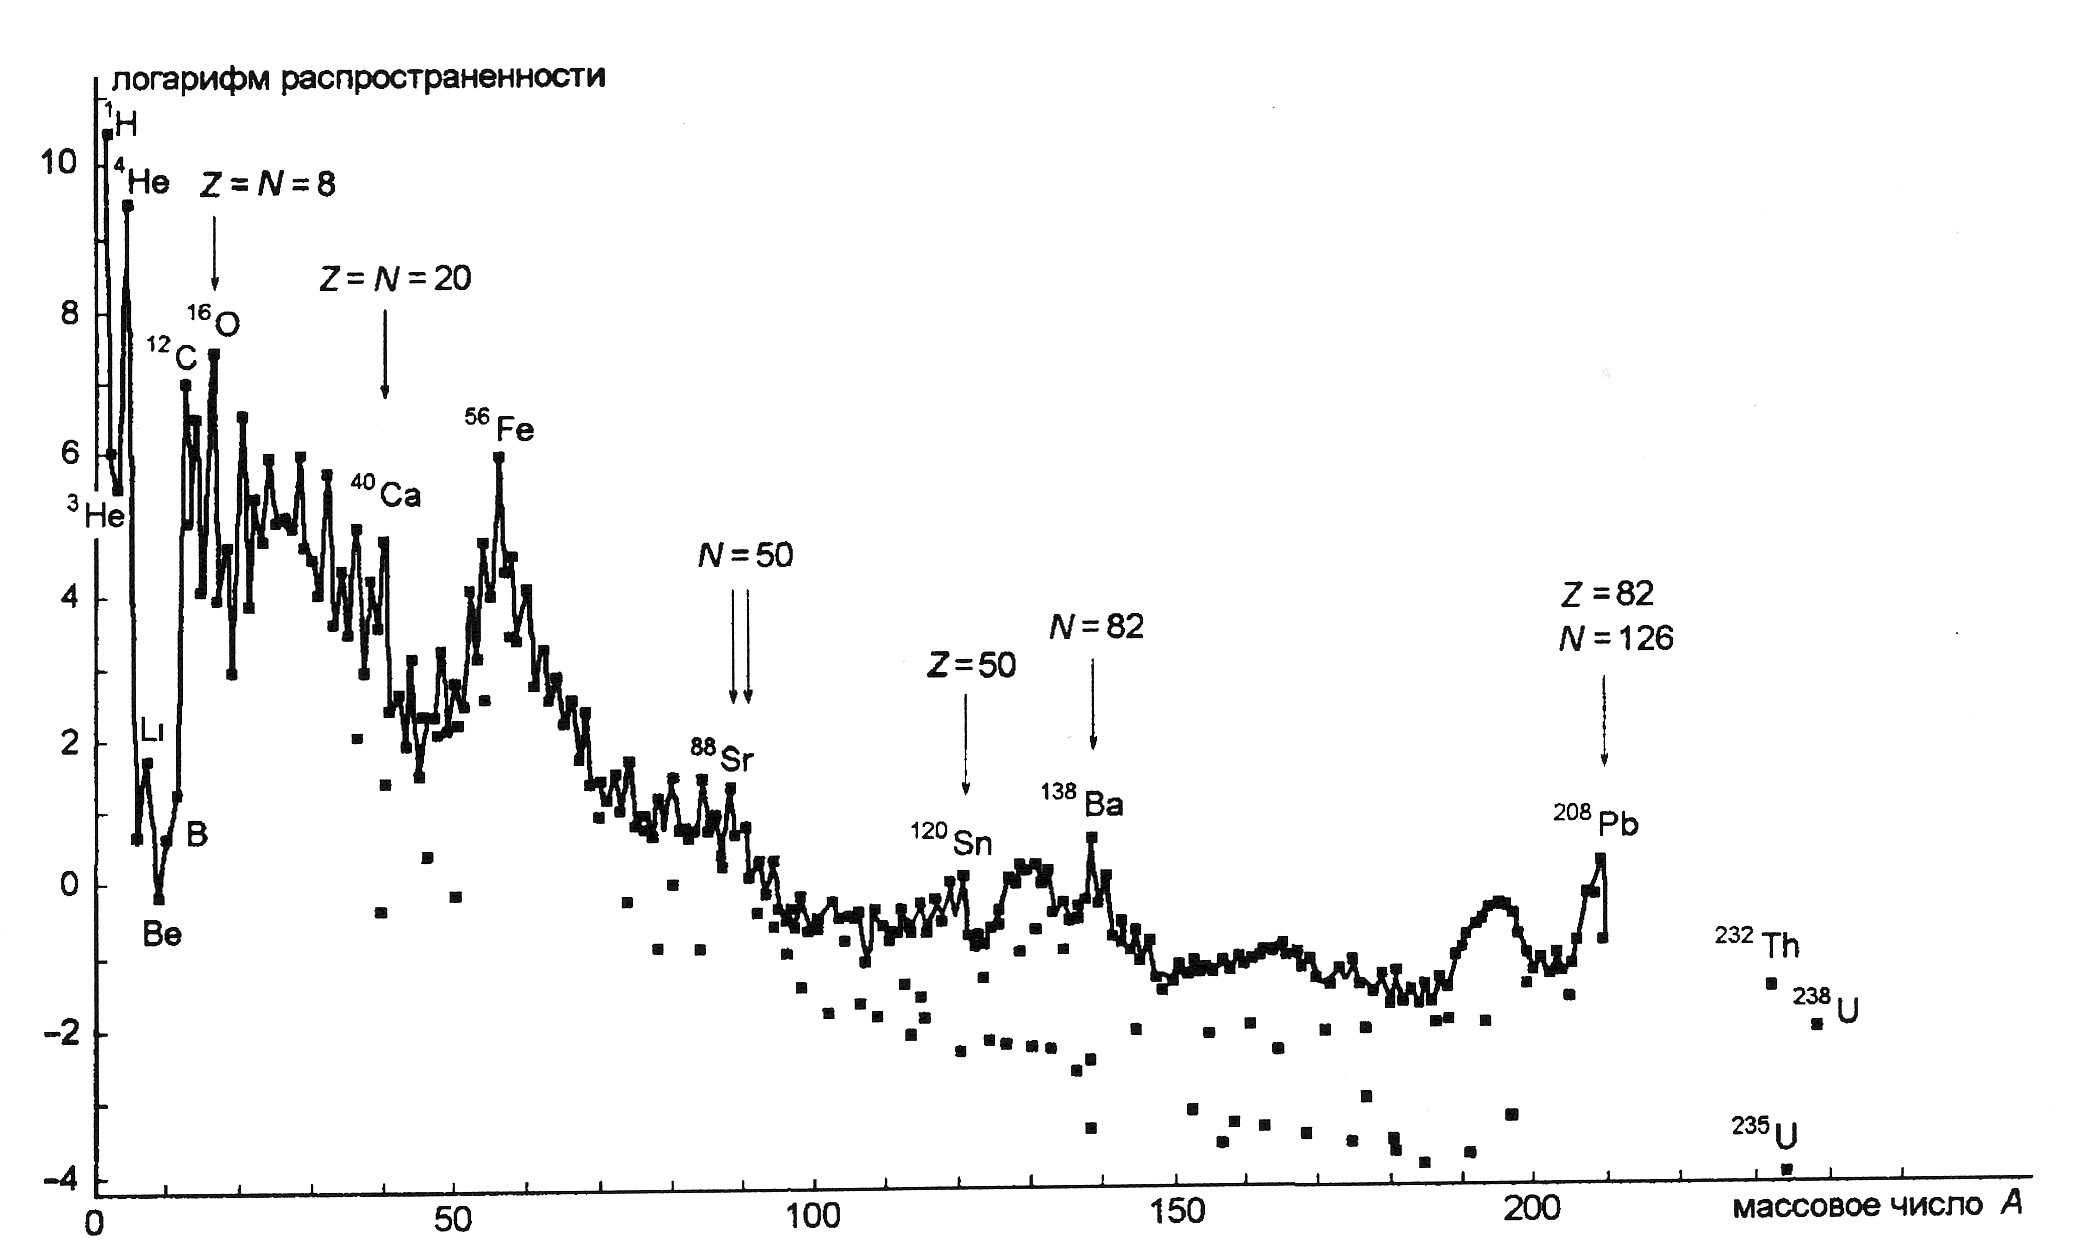 логарифм распространенности
10
8
6
4
2
0
–2
–4
¹H
⁴He
Z = N = 8
Z = N = 20
¹⁶O
¹²C
⁵⁶Fe
⁴⁰Ca
³He
N = 50
Z = 82
N = 126
N = 82
Z = 50
Li
⁸⁸Sr
¹³⁸Ba
²⁰⁸Pb
B
¹²⁰Sn
Be
²³²Th
²³⁸U
²³⁵U
0
50
100
150
200
массовое число A